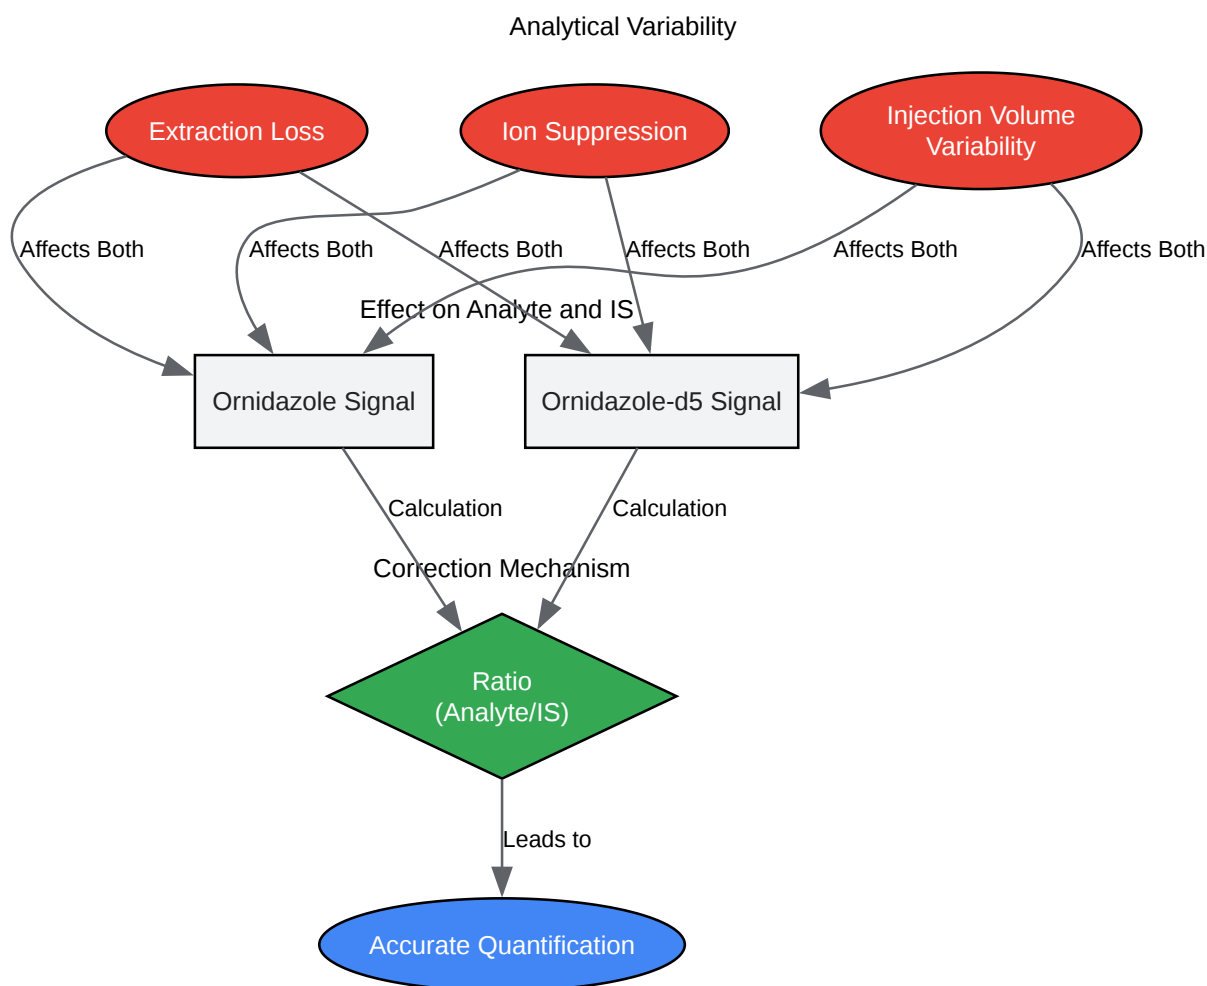 Analytical Variability
Extraction Loss
Ion Suppression
Injection Volume
Variability
Affects Both
Affects Both
Affects Both
Affects Both
Affects Both
Affects Both
Effect on Analyte and IS
Ornidazole Signal
Ornidazole-d5 Signal
Calculation
Calculation
Correction Mechanism
Ratio
(Analyte/IS)
Leads to
Accurate Quantification